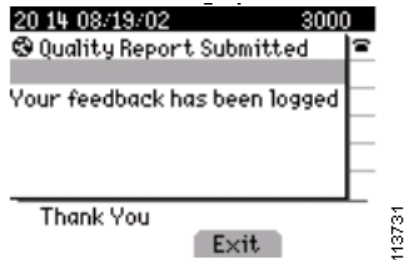 20 14 08/19/02 3000
Quality Report Submitted
Your feedback has been logged
Thank You
Exit
113731